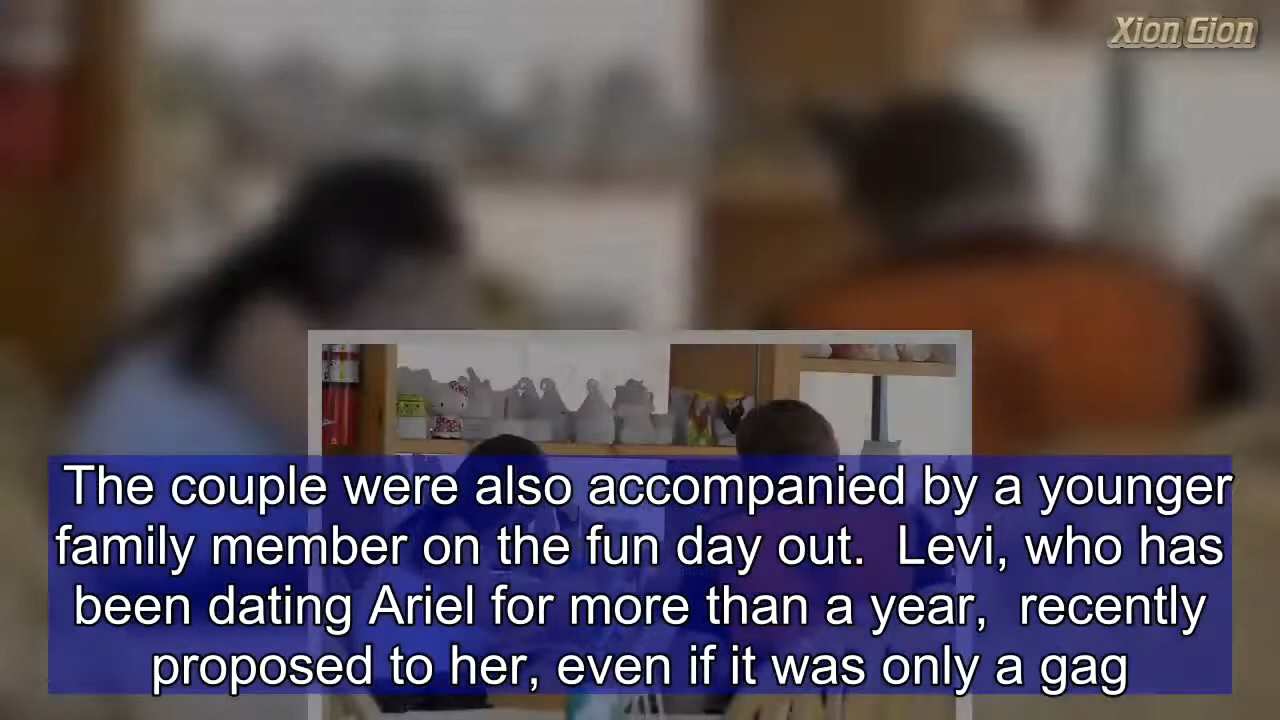 Xion Gion
The couple were also accompanied by a younger
family member on the fun day out. Levi, who has
been dating Ariel for more than a year, recently
proposed to her, even if it was only a gag